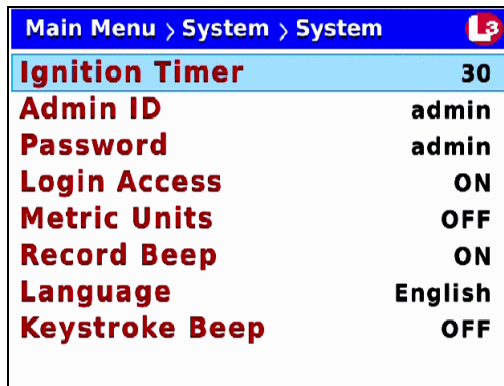 Main Menu > System > System L3
Ignition Timer 30
Admin ID admin
Password admin
Login Access ON
Metric Units OFF
Record Beep ON
Language English
Keystroke Beep OFF